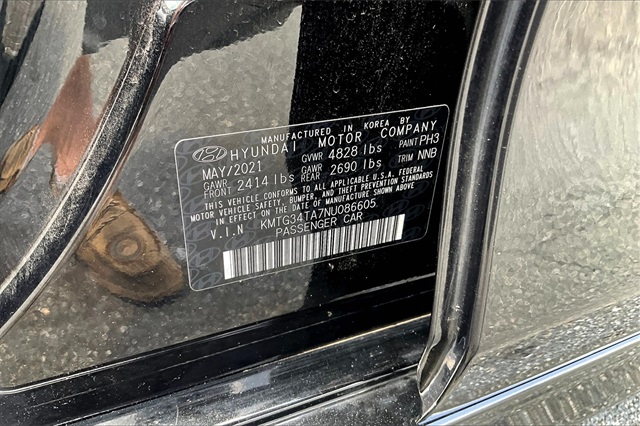 MANUFACTURED IN KOREA BY
HYUNDAI MOTOR COMPANY
MAY/2021 GVWR 4828 lbs PAINT PH3
GAWR FRONT 2414 lbs GAWR REAR 2690 lbs TRIM NNB
THIS VEHICLE CONFORMS TO ALL APPLICABLE U.S.A. FEDERAL
MOTOR VEHICLE SAFETY, BUMPER, AND THEFT PREVENTION STANDARDS
IN EFFECT ON THE DATE OF MANUFACTURE SHOWN ABOVE.
V.I.N KMTG34TA7NU086605
PASSENGER CAR